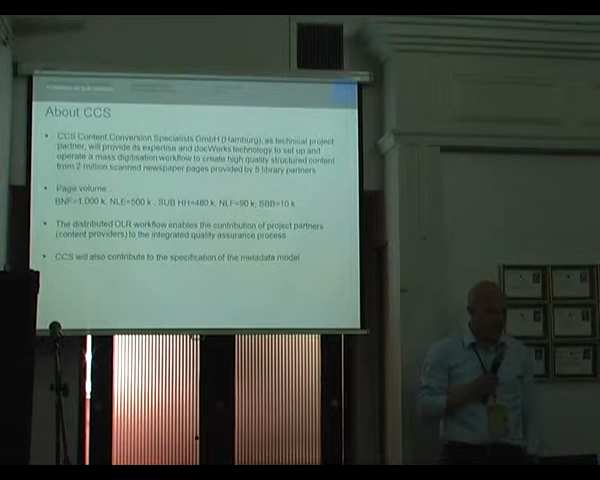 About CCS
• CCS Content Conversion Specialists GmbH (Hamburg), as technical project
partner, will provide its expertise and docWorks technology to set up and
operate a mass digitisation workflow to create high quality structured content
from 2 million scanned newspaper pages provided by 5 library partners
• Page volume:
BNF=1.000 k, NLE=500 k, SUB HH=480 k, NLF=90 k, SBB=10 k
• The distributed OLR workflow enables the contribution of project partners
(content providers) to the integrated quality assurance process
• CCS will also contribute to the specification of the metadata model